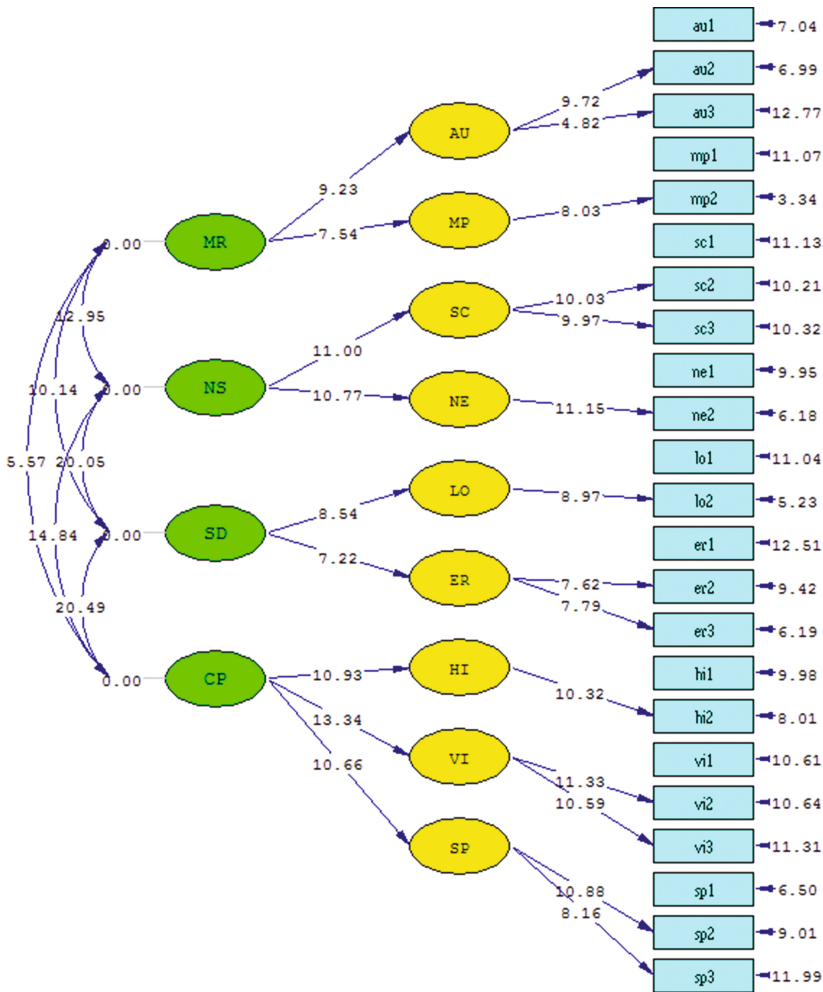 au1 7.04
au2 6.99
9.72
4.82
au3 12.77
AU
mp1 11.07
9.23
mp2 3.34
8.03
MP
7.54
0.00 MR
sc1 11.13
sc2 10.21
10.03
SC
12.95
9.97
sc3 10.32
11.00
ne1 9.95
0.00 NS
10.77
10.14
NE
11.15
ne2 6.18
lo1 11.04
5.57 20.05
LO
8.97
lo2 5.23
8.54
14.84
0.00 SD
er1 12.51
7.22
ER
7.62
er2 9.42
7.79
20.49
er3 6.19
HI
hi1 9.98
10.93
0.00 CP
10.32
hi2 8.01
13.34
VI
vi1 10.61
10.66
11.33
vi2 10.64
10.59
SP
vi3 11.31
sp1 6.50
10.88
8.16
sp2 9.01
sp3 11.99